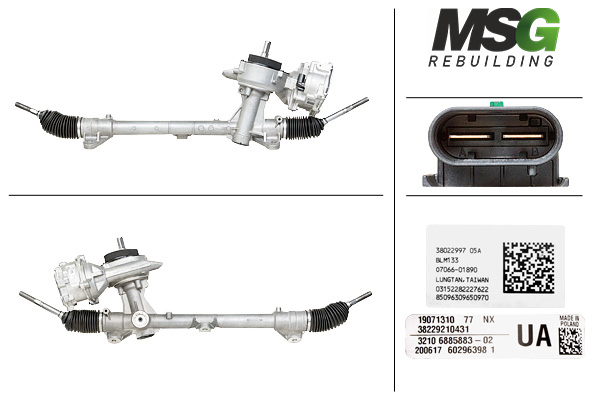 MSG
REBUILDING
A B
38022997 05A
BLM133
07066-01890
LUNGTAN,TAIWAN
03152282227622
85096309650970
19071310 77 NX
38229210431
3210 6885883-02
200617 60296398 1
UA
MADE IN
POLAND